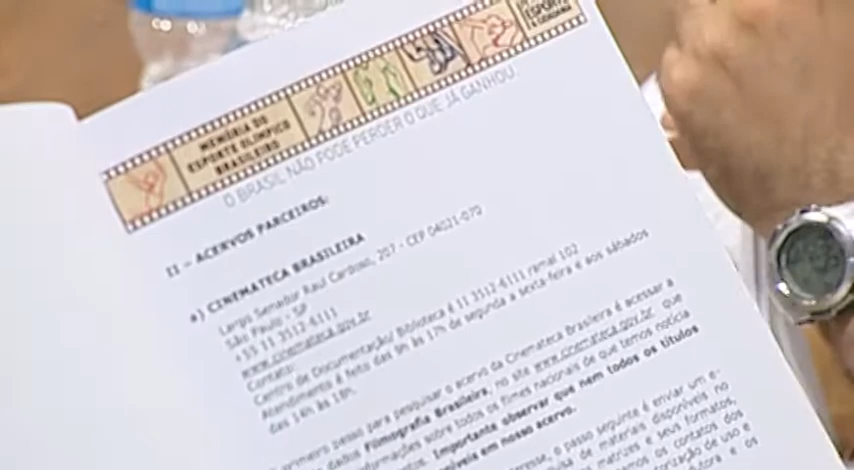 MEMÓRIA DO
ESPORTE OLÍMPICO
BRASILEIRO
ESPORTE
& CIDADANIA
O BRASIL NÃO PODE PERDER O QUE JÁ GANHOU.
II – ACERVOS PARCEIROS:
a) CINEMATECA BRASILEIRA
Largo Senador Raul Cardoso, 207 - CEP 04021-070
São Paulo - SP
+55 11 3512-6111
www.cinemateca.gov.br
Contato:
Centro de Documentação/ Biblioteca é 11 3512-6111 ramal 102
Atendimento é feito das 9h às 17h de segunda a sexta-feira e aos sábados
das 14h às 18h.
primeiro passo para pesquisar o acervo da Cinemateca Brasileira é acessar a
dados Filmografia Brasileira, no site www.cinemateca.gov.br, que
informações sobre todos os filmes nacionais de que temos notícia
Importante observar que nem todos os títulos
em nosso acervo.
o passo seguinte é enviar um e-
de materiais disponíveis no
matrizes e seus formatos,
os contatos dos
de uso e
e os